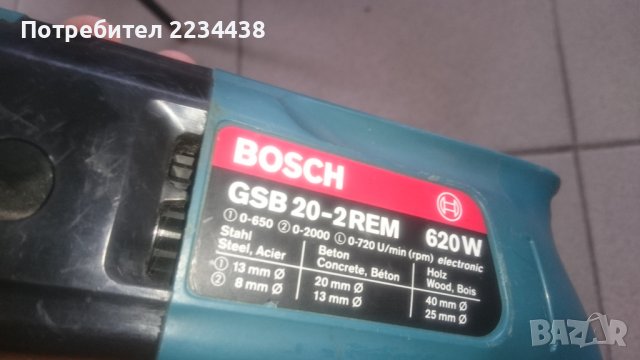 Потребител 2234438
BOSCH
GSB 20-2REM 620W
① 0-650 ② 0-2000 Ⓛ 0-720 U/min (rpm) electronic
Stahl Beton Holz
Steel, Acier Concrete, Béton Wood, Bois
① 13 mm Ø 20 mm Ø 40 mm Ø
② 8 mm Ø 13 mm Ø 25 mm Ø
BAZAR